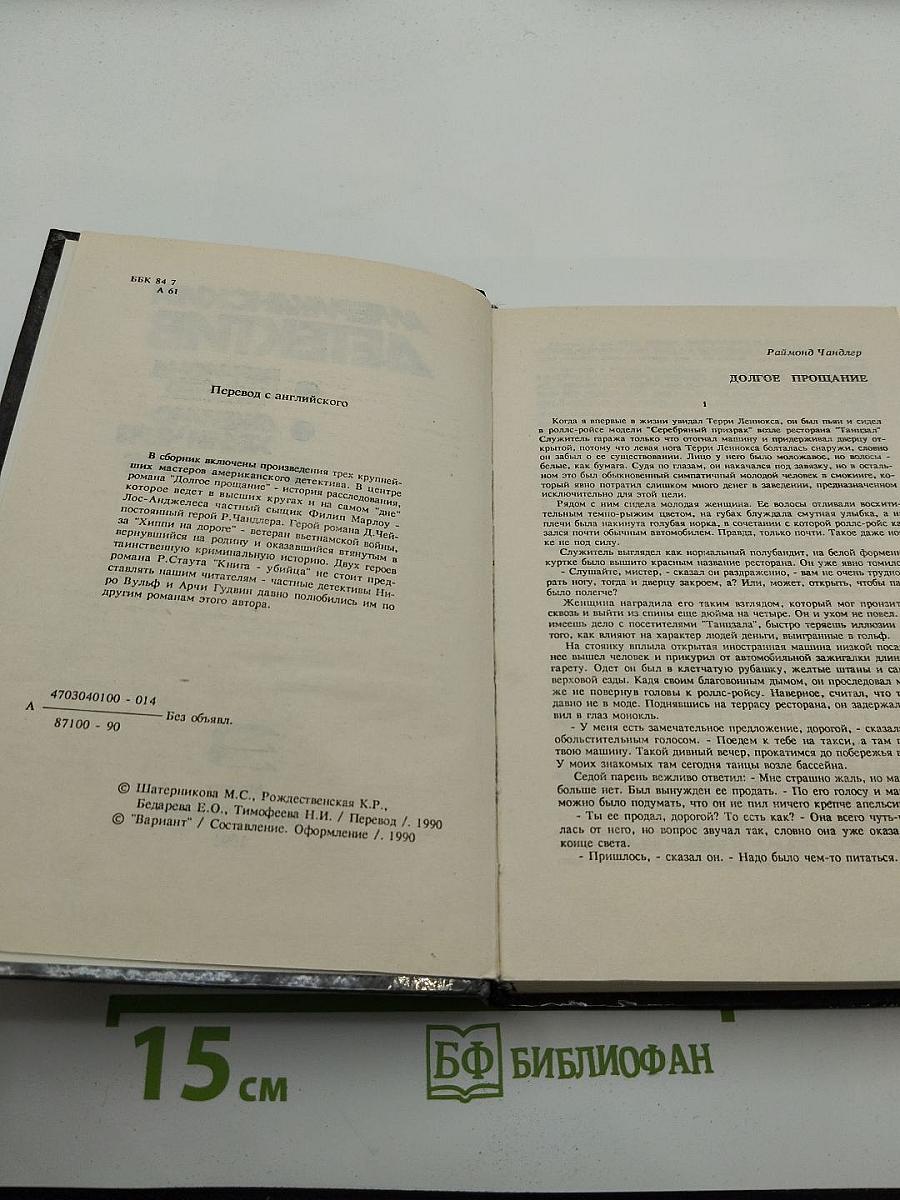 ББК 84 7
А 61
Перевод с английского
В сборник включены произведения трех крупней-
ших мастеров американского детектива. В центре
романа "Долгое прощание" - история расследования,
которое ведет в высших кругах и на самом "дне"
Лос-Анджелеса частный сыщик Филип Марлоу -
постоянный герой Р.Чандлера. Герой романа Д.Чей-
за "Хиппи на дороге" - ветеран вьетнамской войны,
вернувшийся на родину и оказавшийся втянутым в
таинственную криминальную историю. Двух героев
романа Р.Стаута "Книга - убийца" не стоит пред-
ставлять нашим читателям - частные детективы Ни-
ро Вульф и Арчи Гудвин давно полюбились им по
другим романам этого автора.
А 4703040100 - 014
87100 - 90
Без объявл.
© Шатерникова М.С., Рождественская К.Р.,
Бедарева Е.О., Тимофеева Н.И. / Перевод /. 1990
© "Вариант" / Составление. Оформление /. 1990
Раймонд Чандлер
ДОЛГОЕ ПРОЩАНИЕ
1
Когда я впервые в жизни увидал Терри Леннокса, он был пьян и сидел
в роллс-ройсе модели "Серебряный призрак" возле ресторана "Танцзал"
Служитель гаража только что отогнал машину и придерживал дверцу от-
крытой, потому что левая нога Терри Леннокса болталась снаружи, словно
он забыл о ее существовании. Лицо у него было моложавое, но волосы -
белые, как бумага. Судя по глазам, он накачался под завязку, но в осталь-
ном это был обыкновенный симпатичный молодой человек в смокинге, ко-
торый явно потратил слишком много денег в заведении, предназначенном
исключительно для этой цели.
Рядом с ним сидела молодая женщина. Ее волосы отливали восхити-
тельным темно-рыжим цветом, на губах блуждала смутная улыбка, а на
плечи была накинута голубая норка, в сочетании с которой роллс-ройс ка-
зался почти обычным автомобилем. Правда, только почти. Такое даже нор-
ке не под силу.
Служитель выглядел как нормальный полубандит, на белой форменн
куртке было вышито красным название ресторана. Он уже явно томилс
- Слушайте, мистер, - сказал он раздраженно, - вам не очень трудно
рать ногу, тогда и дверцу закроем, а? Или, может, открыть, чтобы па
было полегче?
Женщина наградила его таким взглядом, который мог пронзит
сквозь и выйти из спины еще дюйма на четыре. Он и ухом не повел.
имеешь дело с посетителями "Танцзала", быстро теряешь иллюзии
того, как влияют на характер людей деньги, выигранные в гольф.
На стоянку вплыла открытая иностранная машина низкой поса
нее вышел человек и прикурил от автомобильной зажигалки длин
гарету. Одет он был в клетчатую рубашку, желтые штаны и са
верховой езды. Кадя своим благовонным дымом, он проследовал м
же не повернув головы к роллс-ройсу. Наверное, считал, что т
давно не в моде. Поднявшись на террасу ресторана, он задержал
вил в глаз монокль.
- У меня есть замечательное предложение, дорогой, - сказала
обольстительным голосом. - Поедем к тебе на такси, а там п
твою машину. Такой дивный вечер, прокатимся до побережья в
У моих знакомых там сегодня танцы возле бассейна.
Седой парень вежливо ответил: - Мне страшно жаль, но ма
больше нет. Был вынужден ее продать. - По его голосу и ма
можно было подумать, что он не пил ничего крепче апельси
- Ты ее продал, дорогой? То есть как? - Она всего чуть-ч
лась от него, но вопрос звучал так, словно она уже оказа
конце света.
- Пришлось, - сказал он. - Надо было чем-то питаться.
15 см
БФ БИБЛИОФАН